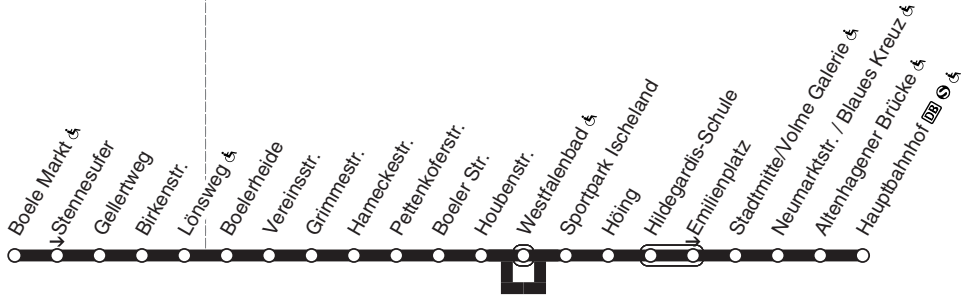 Boele Markt
Stennesufer
Gellertweg
Birkenstr.
Lönsweg
Boelerheide
Vereinsstr.
Grimmestr.
Hameckestr.
Pettenkoferstr.
Boeler Str.
Houbenstr.
Westfalenbad
Sportpark Ischeland
Höing
Hildegardis-Schule
Emilienplatz
Stadtmitte/Volme Galerie
Neumarktstr. / Blaues Kreuz
Altenhagener Brücke
Hauptbahnhof DB S